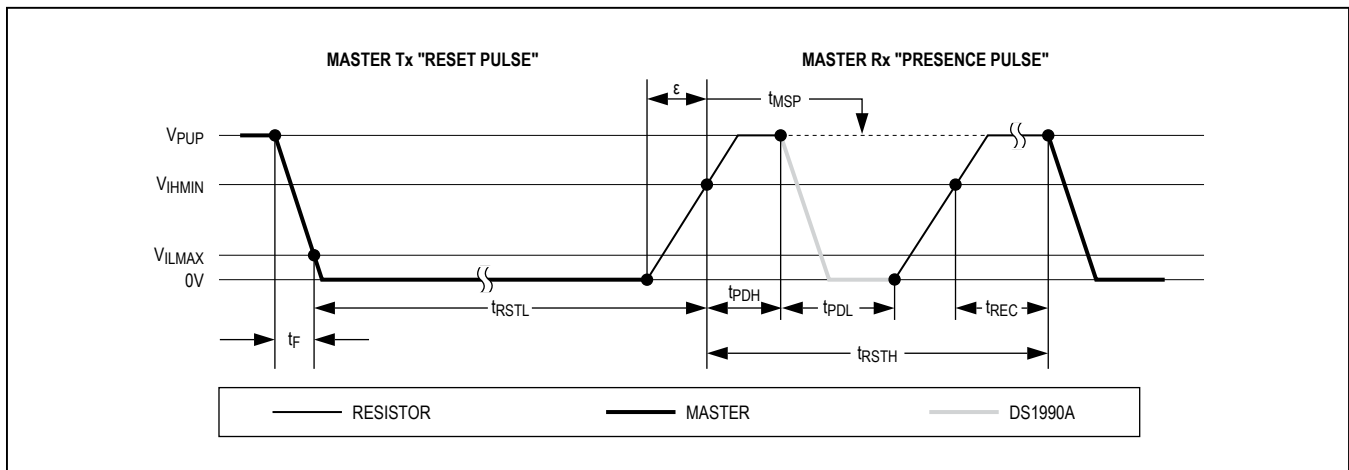 MASTER Tx "RESET PULSE"
MASTER Rx "PRESENCE PULSE"
ε
tMSP
VPUP
VIHMIN
VILMAX
0V
tRSTL
tPDH
tPDL
tREC
tF
tRSTH
RESISTOR
MASTER
DS1990A